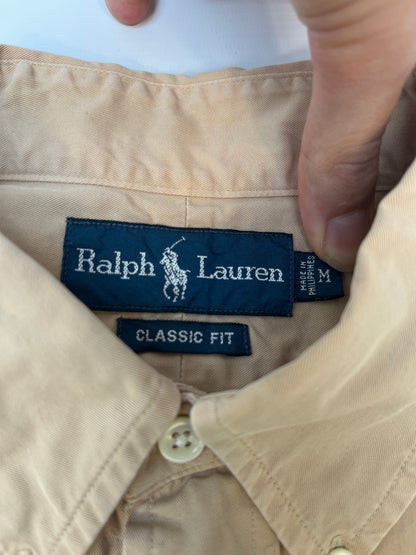 Ralph Lauren
MADE IN
PHILIPPINES
M
CLASSIC FIT